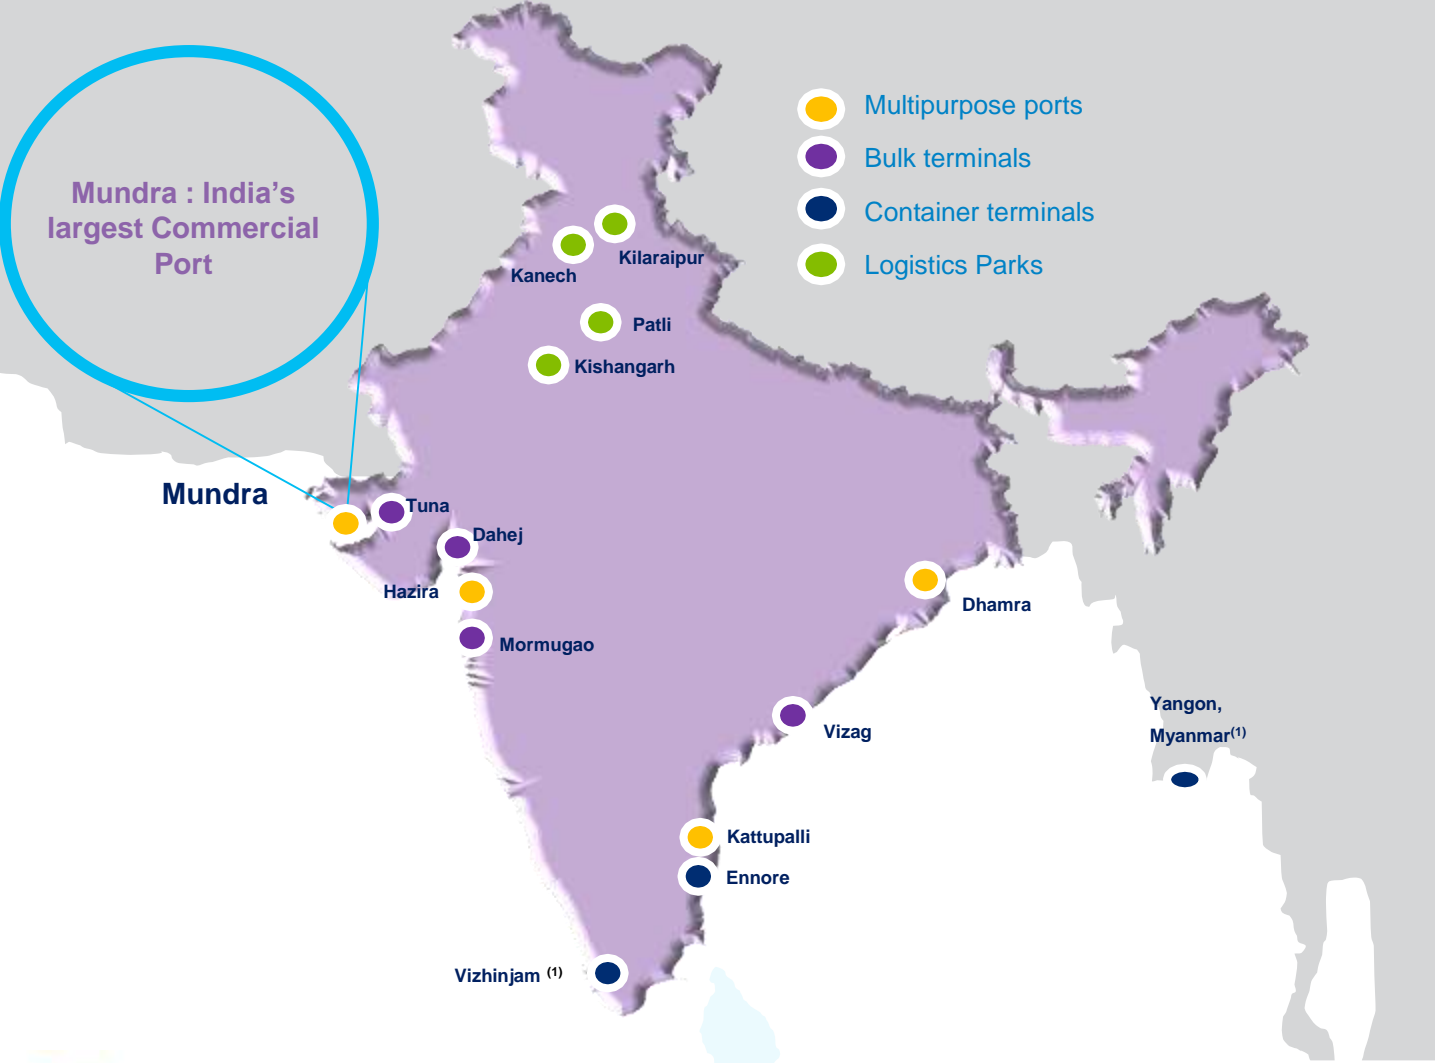 Mundra : India's
largest Commercial
Port
Multipurpose ports
Bulk terminals
Container terminals
Logistics Parks
Kilaraipur
Kanech
Patli
Kishangarh
Mundra
Tuna
Dahej
Hazira
Dhamra
Mormugao
Yangon,
Myanmar(1)
Vizag
Kattupalli
Ennore
Vizhinjam (1)